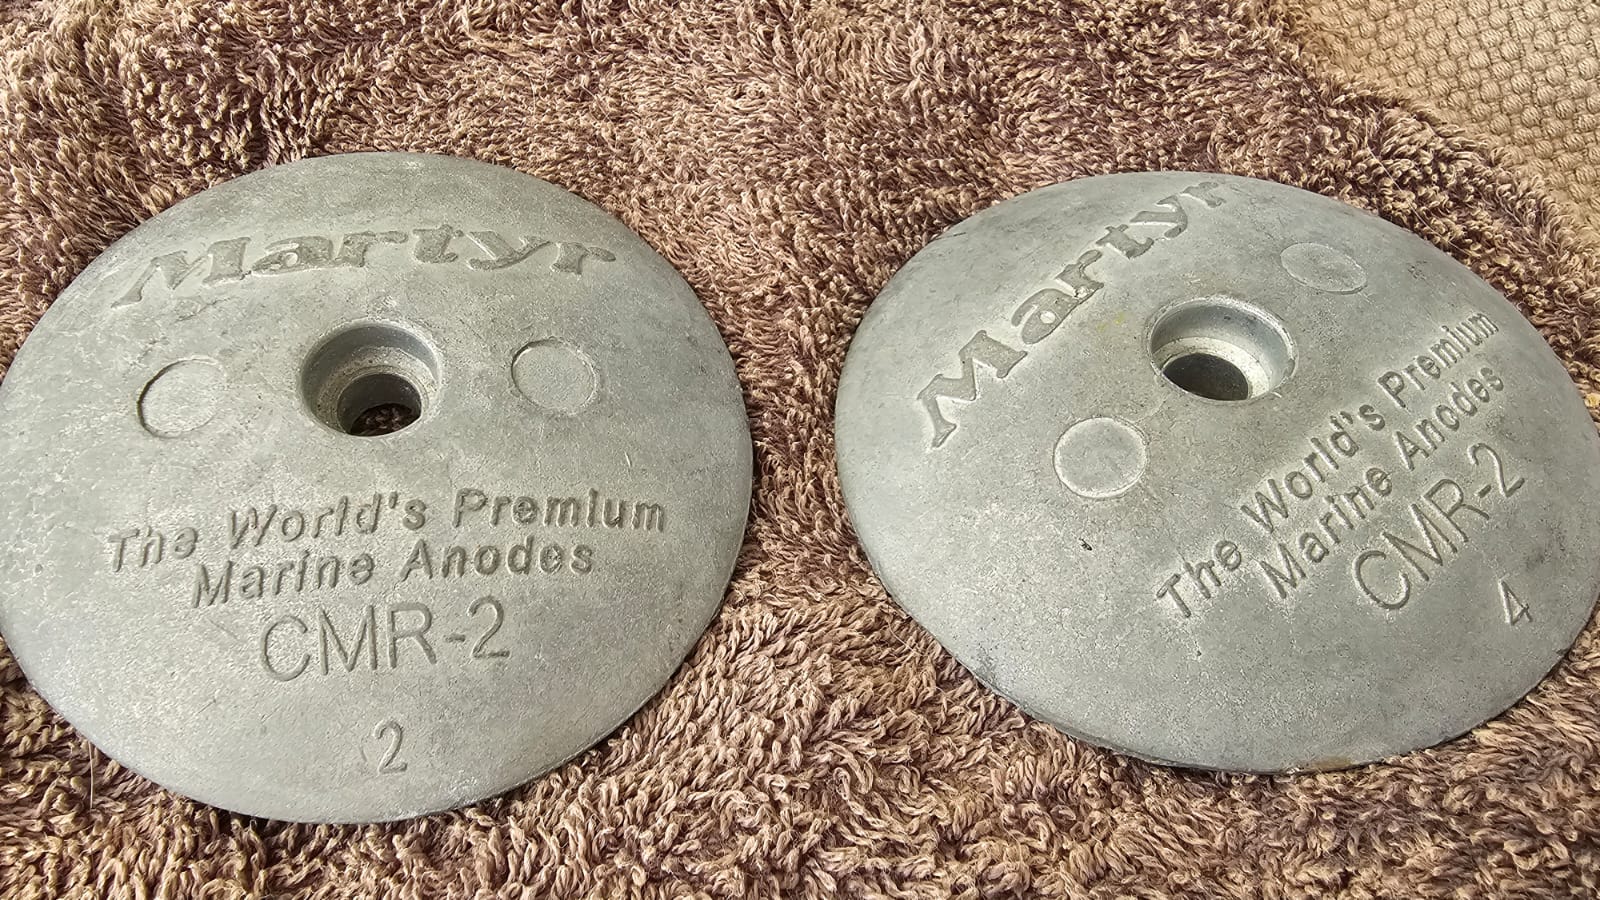 Martyr
The World's Premium
Marine Anodes
CMR-2
2
Martyr
The World's Premium
Marine Anodes
CMR-2
4